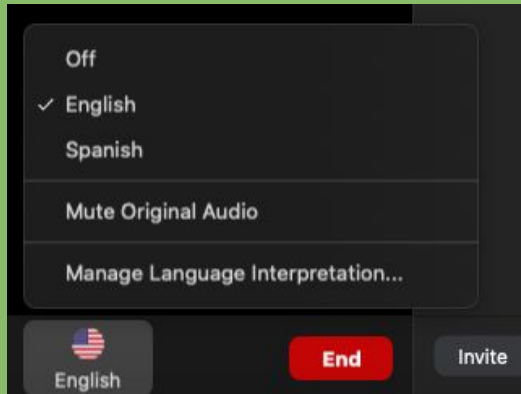 Off
✓ English
Spanish
Mute Original Audio
Manage Language Interpretation...
English
End
Invite